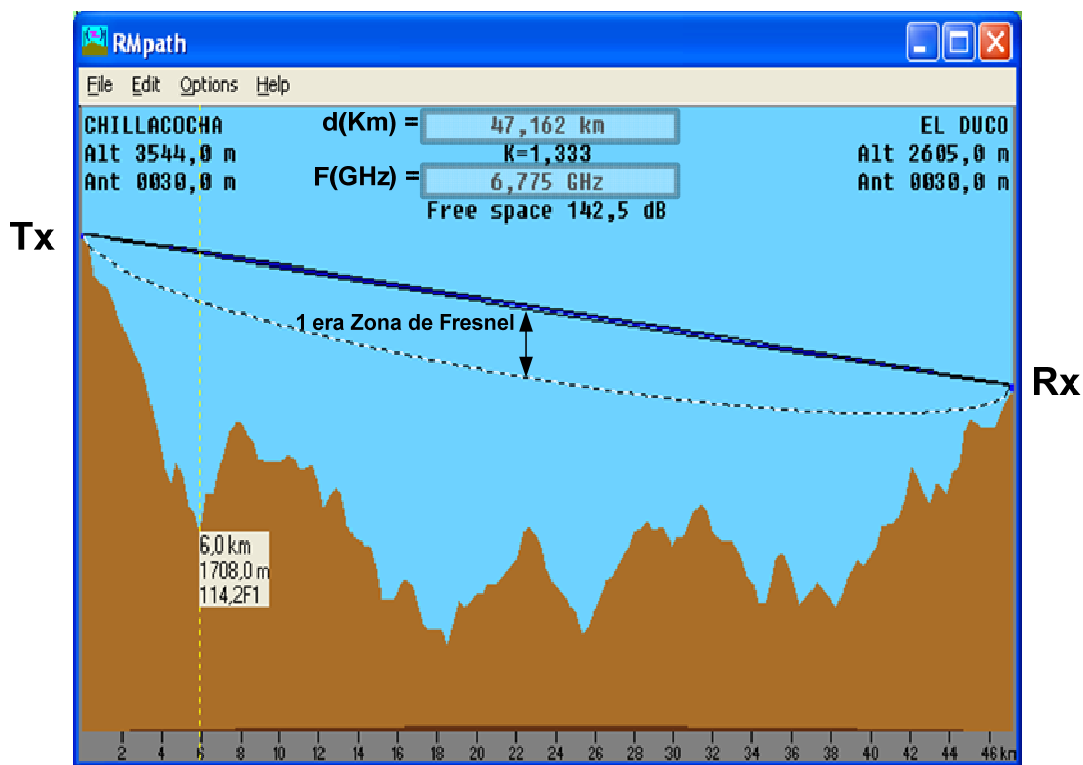 RMpath
File Edit Options Help
CHILLACOCHA
Alt 3544,0 m
Ant 0030,0 m
d(Km) = 47,162 km
K=1,333
F(GHz) = 6,775 GHz
Free space 142,5 dB
EL DUCO
Alt 2605,0 m
Ant 0030,0 m
Tx
1 era Zona de Fresnel
Rx
6,0 km
1708,0 m
114,2F1
2 4 6 8 10 12 14 16 18 20 22 24 26 28 30 32 34 36 38 40 42 44 46 km